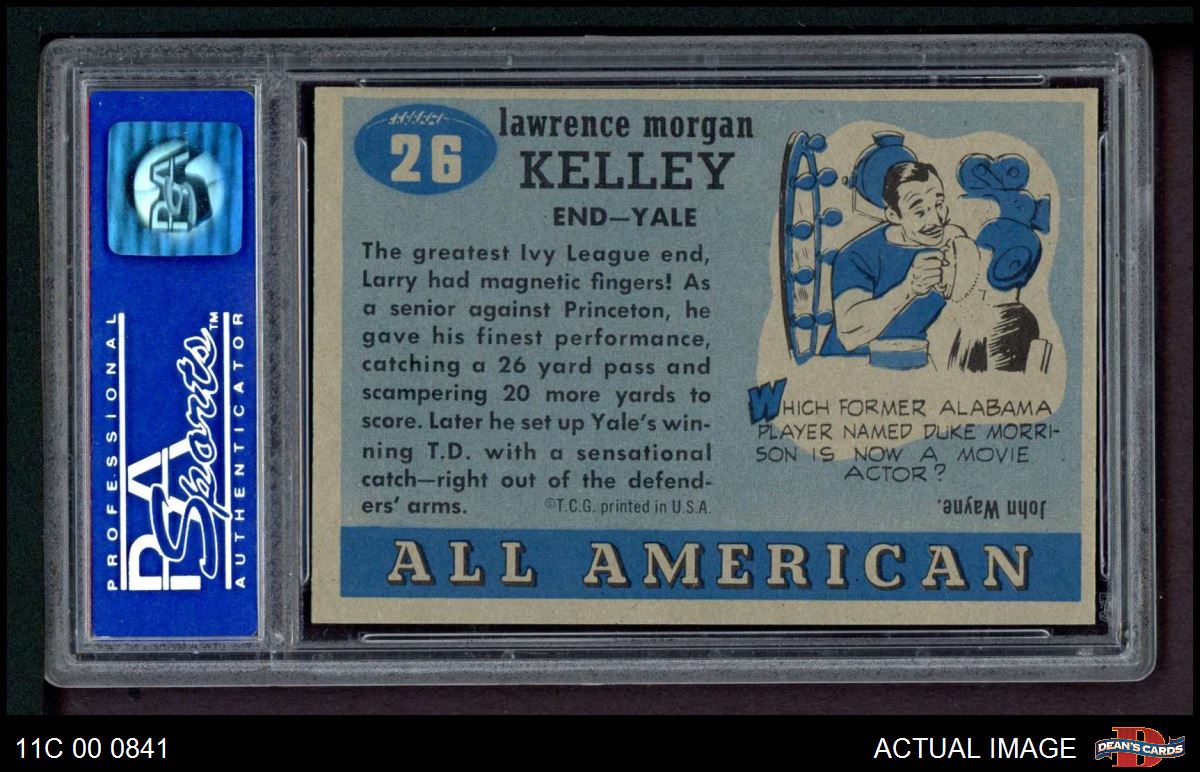 PSA
PROFESSIONAL
PSA
Sports™
AUTHENTICATOR
26
lawrence morgan
KELLEY
END—YALE
The greatest Ivy League end,
Larry had magnetic fingers! As
a senior against Princeton, he
gave his finest performance,
catching a 26 yard pass and
scampering 20 more yards to
score. Later he set up Yale's win-
ning T.D. with a sensational
catch—right out of the defend-
ers' arms.
©T.C.G. printed in U.S.A.
WHICH FORMER ALABAMA
PLAYER NAMED DUKE MORRI-
SON IS NOW A MOVIE
ACTOR?
John Wayne.
ALL AMERICAN
11C 00 0841
ACTUAL IMAGE
DEAN'S CARDS